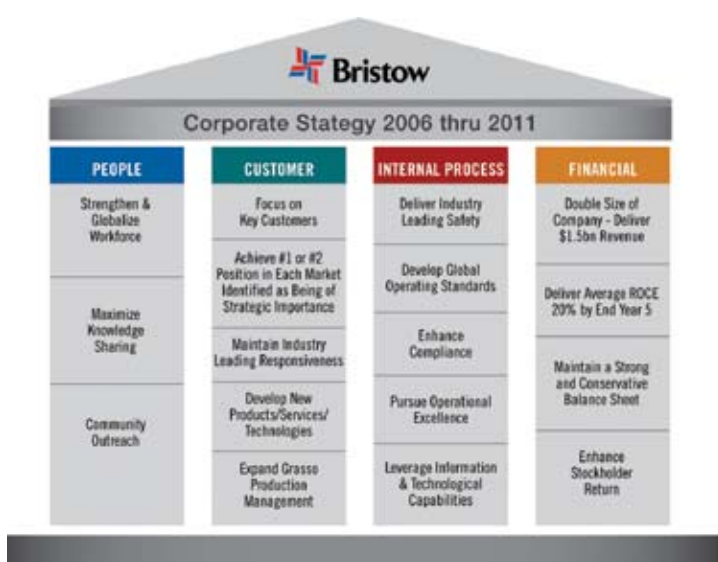 Bristow
Corporate Stategy 2006 thru 2011
PEOPLE
Strengthen &
Globalize
Workforce
Maximize
Knowledge
Sharing
Community
Outreach
CUSTOMER
Focus on
Key Customers
Achieve #1 or #2
Position in Each Market
Identified as Being of
Strategic Importance
Maintain Industry
Leading Responsiveness
Develop New
Products/Services/
Technologies
Expand Grasso
Production
Management
INTERNAL PROCESS
Deliver Industry
Leading Safety
Develop Global
Operating Standards
Enhance
Compliance
Pursue Operational
Excellence
Leverage Information
& Technological
Capabilities
FINANCIAL
Double Size of
Company - Deliver
$1.5bn Revenue
Deliver Average ROCE
20% by End Year 5
Maintain a Strong
and Conservative
Balance Sheet
Enhance
Stockholder
Return